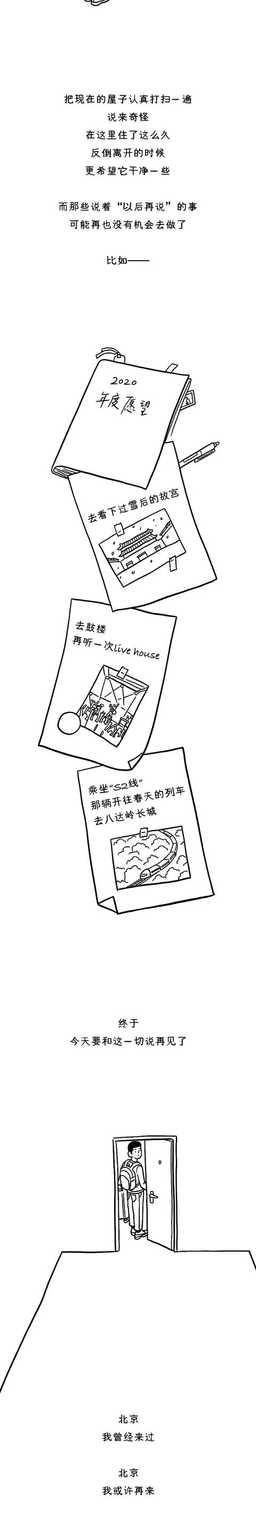 把现在的屋子认真打扫一遍
说来奇怪
在这里住了这么久
反倒离开的时候
更希望它干净一些
而那些说着“以后再说”的事
可能再也没有机会去做了
比如——
2020
年度愿望
去看下过雪后的故宫
去鼓楼
再听一次live house
乘坐“S2线”
那辆开往春天的列车
去八达岭长城
终于
今天要和这一切说再见了
北京
我曾经来过
北京
我或许再来